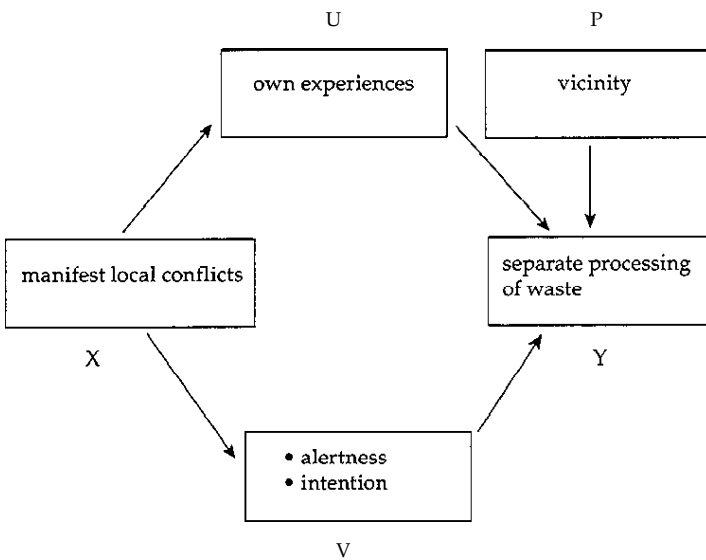 U
P
own experiences
vicinity
manifest local conflicts
separate processing
of waste
X
Y
• alertness
• intention
V